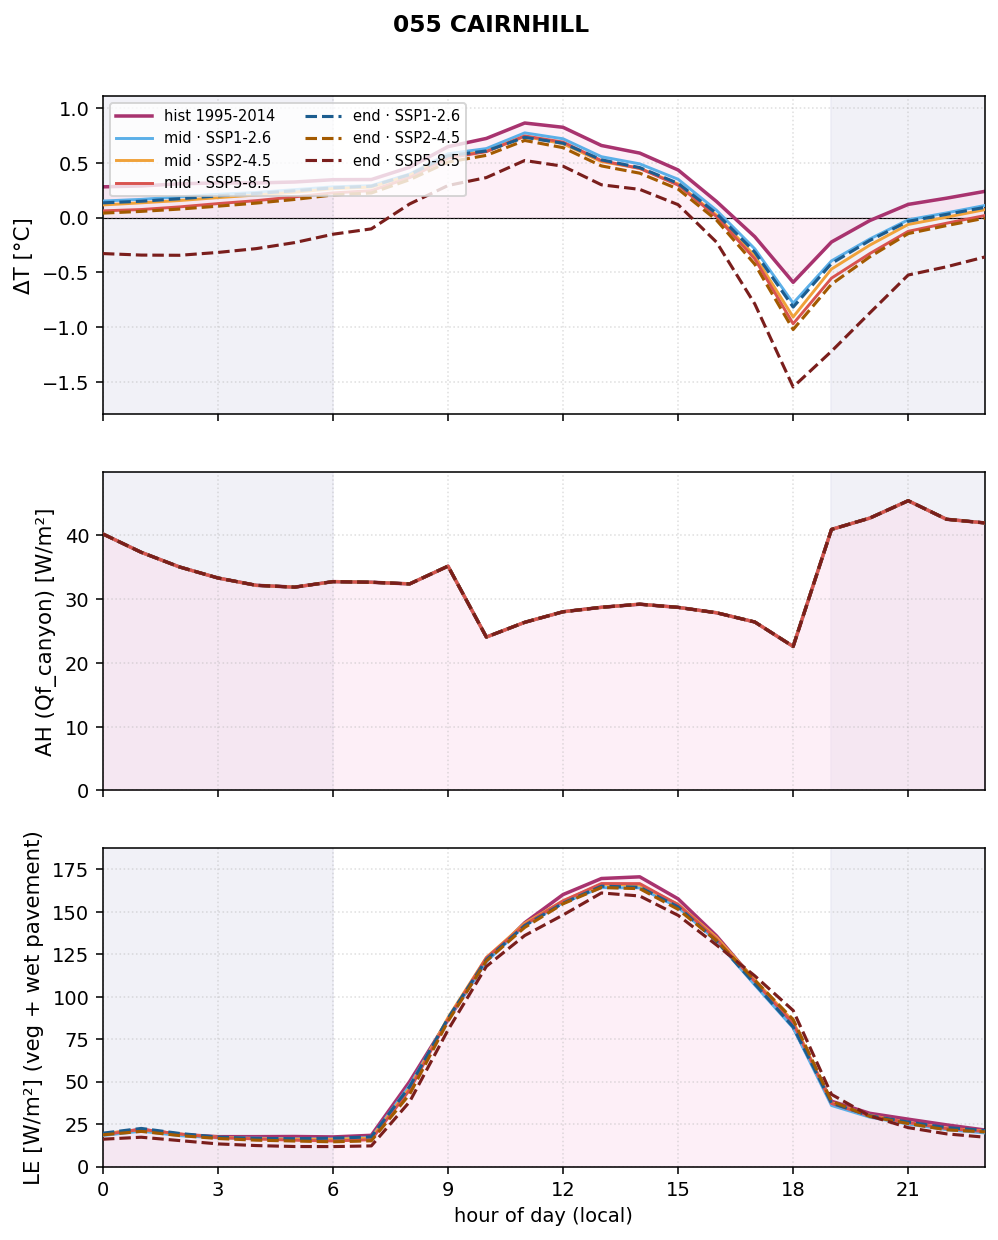 055 CAIRNHILL
1.0
0.5
0.0
−0.5
−1.0
−1.5
ΔT [°C]
hist 1995-2014
mid · SSP1-2.6
mid · SSP2-4.5
mid · SSP5-8.5
end · SSP1-2.6
end · SSP2-4.5
end · SSP5-8.5
40
30
20
10
0
AH (Qf_canyon) [W/m²]
175
150
125
100
75
50
25
0
LE [W/m²] (veg + wet pavement)
0 3 6 9 12 15 18 21
hour of day (local)